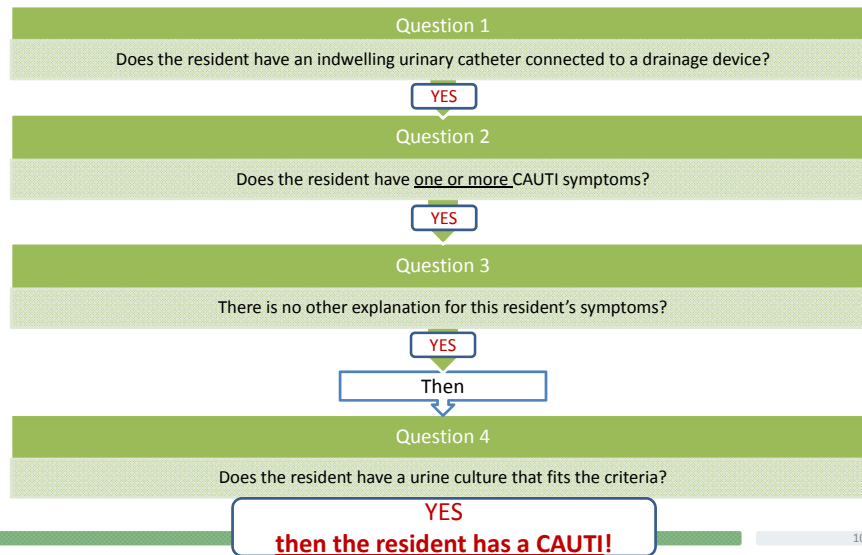 Question 1
Does the resident have an indwelling urinary catheter connected to a drainage device?
YES
Question 2
Does the resident have one or more CAUTI symptoms?
YES
Question 3
There is no other explanation for this resident's symptoms?
YES
Then
Question 4
Does the resident have a urine culture that fits the criteria?
YES
then the resident has a CAUTI!